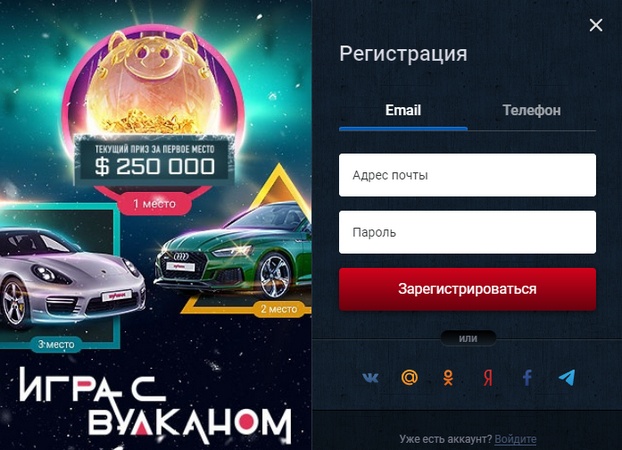 ТЕКУЩИЙ ПРИЗ ЗА ПЕРВОЕ МЕСТО
$ 250 000
1 место
2 место
3 место
ИГРА С
ВУЛКАНОМ
Регистрация
Email
Телефон
Адрес почты
Пароль
Зарегистрироваться
или
Уже есть аккаунт? Войдите